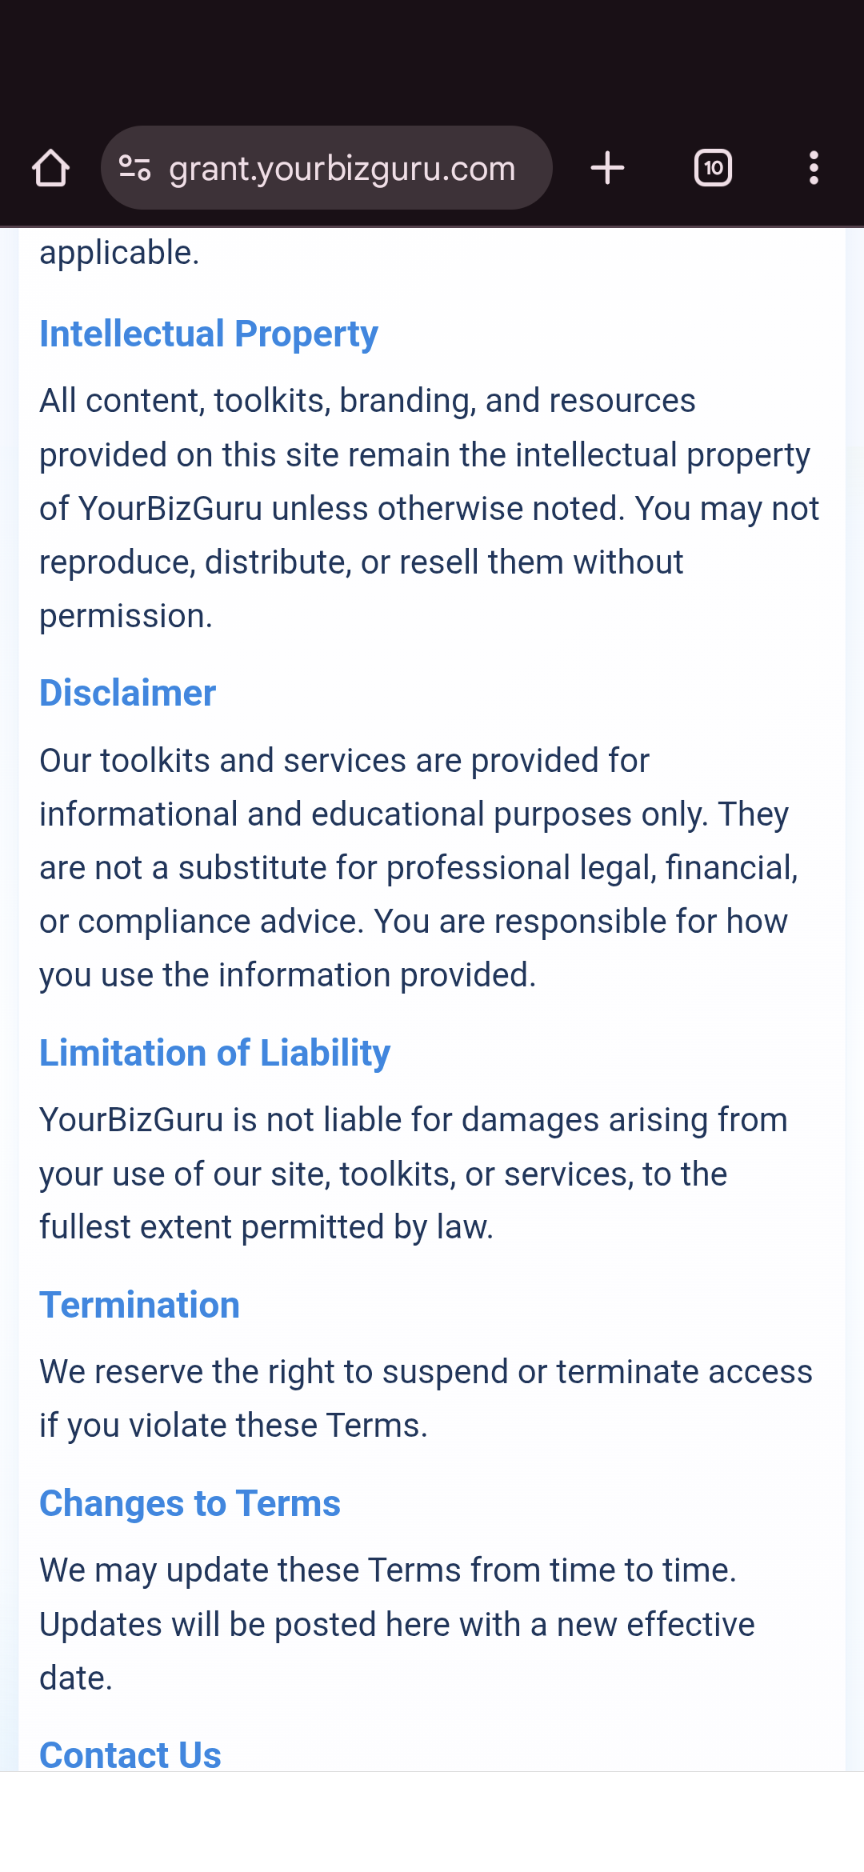 grant.yourbizguru.com
10
applicable.
Intellectual Property
All content, toolkits, branding, and resources
provided on this site remain the intellectual property
of YourBizGuru unless otherwise noted. You may not
reproduce, distribute, or resell them without
permission.
Disclaimer
Our toolkits and services are provided for
informational and educational purposes only. They
are not a substitute for professional legal, financial,
or compliance advice. You are responsible for how
you use the information provided.
Limitation of Liability
YourBizGuru is not liable for damages arising from
your use of our site, toolkits, or services, to the
fullest extent permitted by law.
Termination
We reserve the right to suspend or terminate access
if you violate these Terms.
Changes to Terms
We may update these Terms from time to time.
Updates will be posted here with a new effective
date.
Contact Us